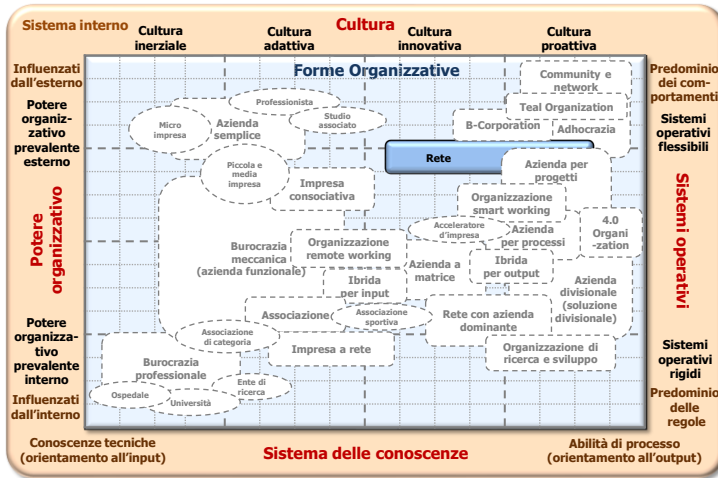 Sistema interno
Cultura
Cultura
inerziale
Cultura
adattiva
Cultura
innovativa
Cultura
proattiva
Influenzati
dall'esterno
Potere
organiz-
zativo
prevalente
esterno
Potere
organizzativo
Potere
organizza-
tivo
prevalente
interno
Influenzati
dall'interno
Forme Organizzative
Community e
network
Teal Organization
B-Corporation
Adhocrazia
Professionista
Studio
associato
Micro
impresa
Azienda
semplice
Rete
Piccola e
media
impresa
Impresa
consociativa
Azienda per
progetti
Organizzazione
smart working
Acceleratore
d'impresa
Azienda
per processi
4.0
Organi
-zation
Burocrazia
meccanica
(azienda funzionale)
Organizzazione
remote working
Azienda a
matrice
Ibrida
per output
Ibrida
per input
Azienda
divisionale
(soluzione
divisionale)
Associazione
Associazione
sportiva
Rete con azienda
dominante
Associazione
di categoria
Impresa a rete
Organizzazione di
ricerca e sviluppo
Burocrazia
professionale
Ente di
ricerca
Ospedale
Università
Predominio
dei com-
portamenti
Sistemi
operativi
flessibili
Sistemi operativi
Sistemi
operativi
rigidi
Predominio
delle
regole
Conoscenze tecniche
(orientamento all'input)
Sistema delle conoscenze
Abilità di processo
(orientamento all'output)